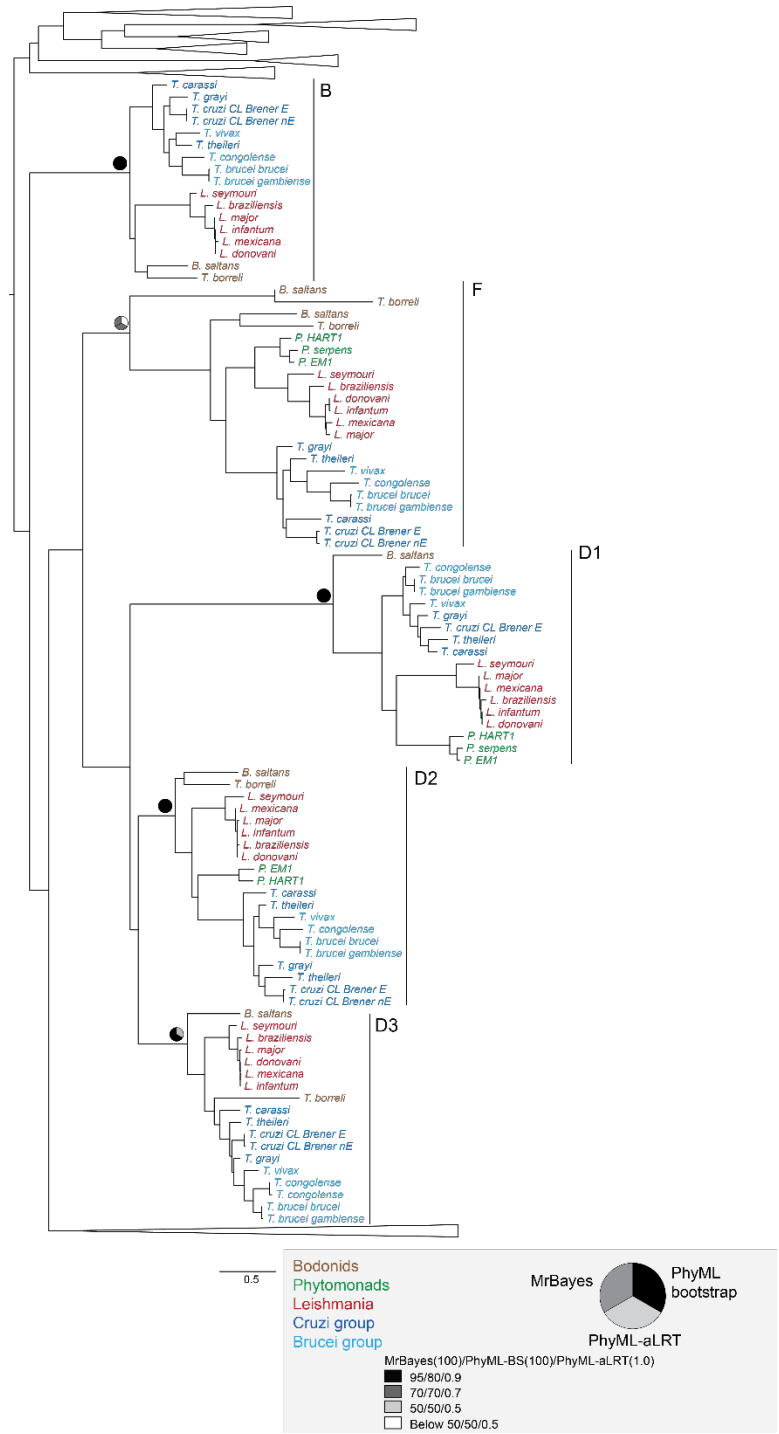 T. carassi
B
T. grayi
T. cruzi CL Brener E
T. cruzi CL Brener nE
T. vivax
T. theileri
T. congolense
T. brucei brucei
T. brucei gambiense
L. seymouri
L. braziliensis
L. major
L. infantum
L. mexicana
L. donovani
B. saltans
T. borreli
B. saltans
F
T. borreli
B. saltans
T. borreli
P. HART1
P. serpens
P. EM1
L. seymouri
L. braziliensis
L. donovani
L. infantum
L. mexicana
L. major
T. grayi
T. theileri
T. vivax
T. congolense
T. brucei brucei
T. brucei gambiense
T. carassi
T. cruzi CL Brener E
T. cruzi CL Brener nE
B. saltans
D1
T. congolense
T. brucei brucei
T. brucei gambiense
T. vivax
T. grayi
T. cruzi CL Brener E
T. theileri
T. carassi
L. seymouri
L. major
L. mexicana
L. braziliensis
L. infantum
L. donovani
P. HART1
P. serpens
P. EM1
B. saltans
D2
T. borreli
L. seymouri
L. mexicana
L. major
L. infantum
L. braziliensis
L. donovani
P. EM1
P. HART1
T. carassi
T. theileri
T. vivax
T. congolense
T. brucei brucei
T. brucei gambiense
T. grayi
T. theileri
T. cruzi CL Brener E
T. cruzi CL Brener nE
B. saltans
D3
L. seymouri
L. braziliensis
L. major
L. donovani
L. mexicana
L. infantum
T. borreli
T. carassi
T. theileri
T. cruzi CL Brener E
T. cruzi CL Brener nE
T. grayi
T. vivax
T. congolense
T. congolense
T. brucei brucei
T. brucei gambiense
0.5
Bodonids
Phytomonads
Leishmania
Cruzi group
Brucei group
MrBayes
PhyML
bootstrap
PhyML-aLRT
MrBayes(100)/PhyML-BS(100)/PhyML-aLRT(1.0)
95/80/0.9
70/70/0.7
50/50/0.5
Below 50/50/0.5